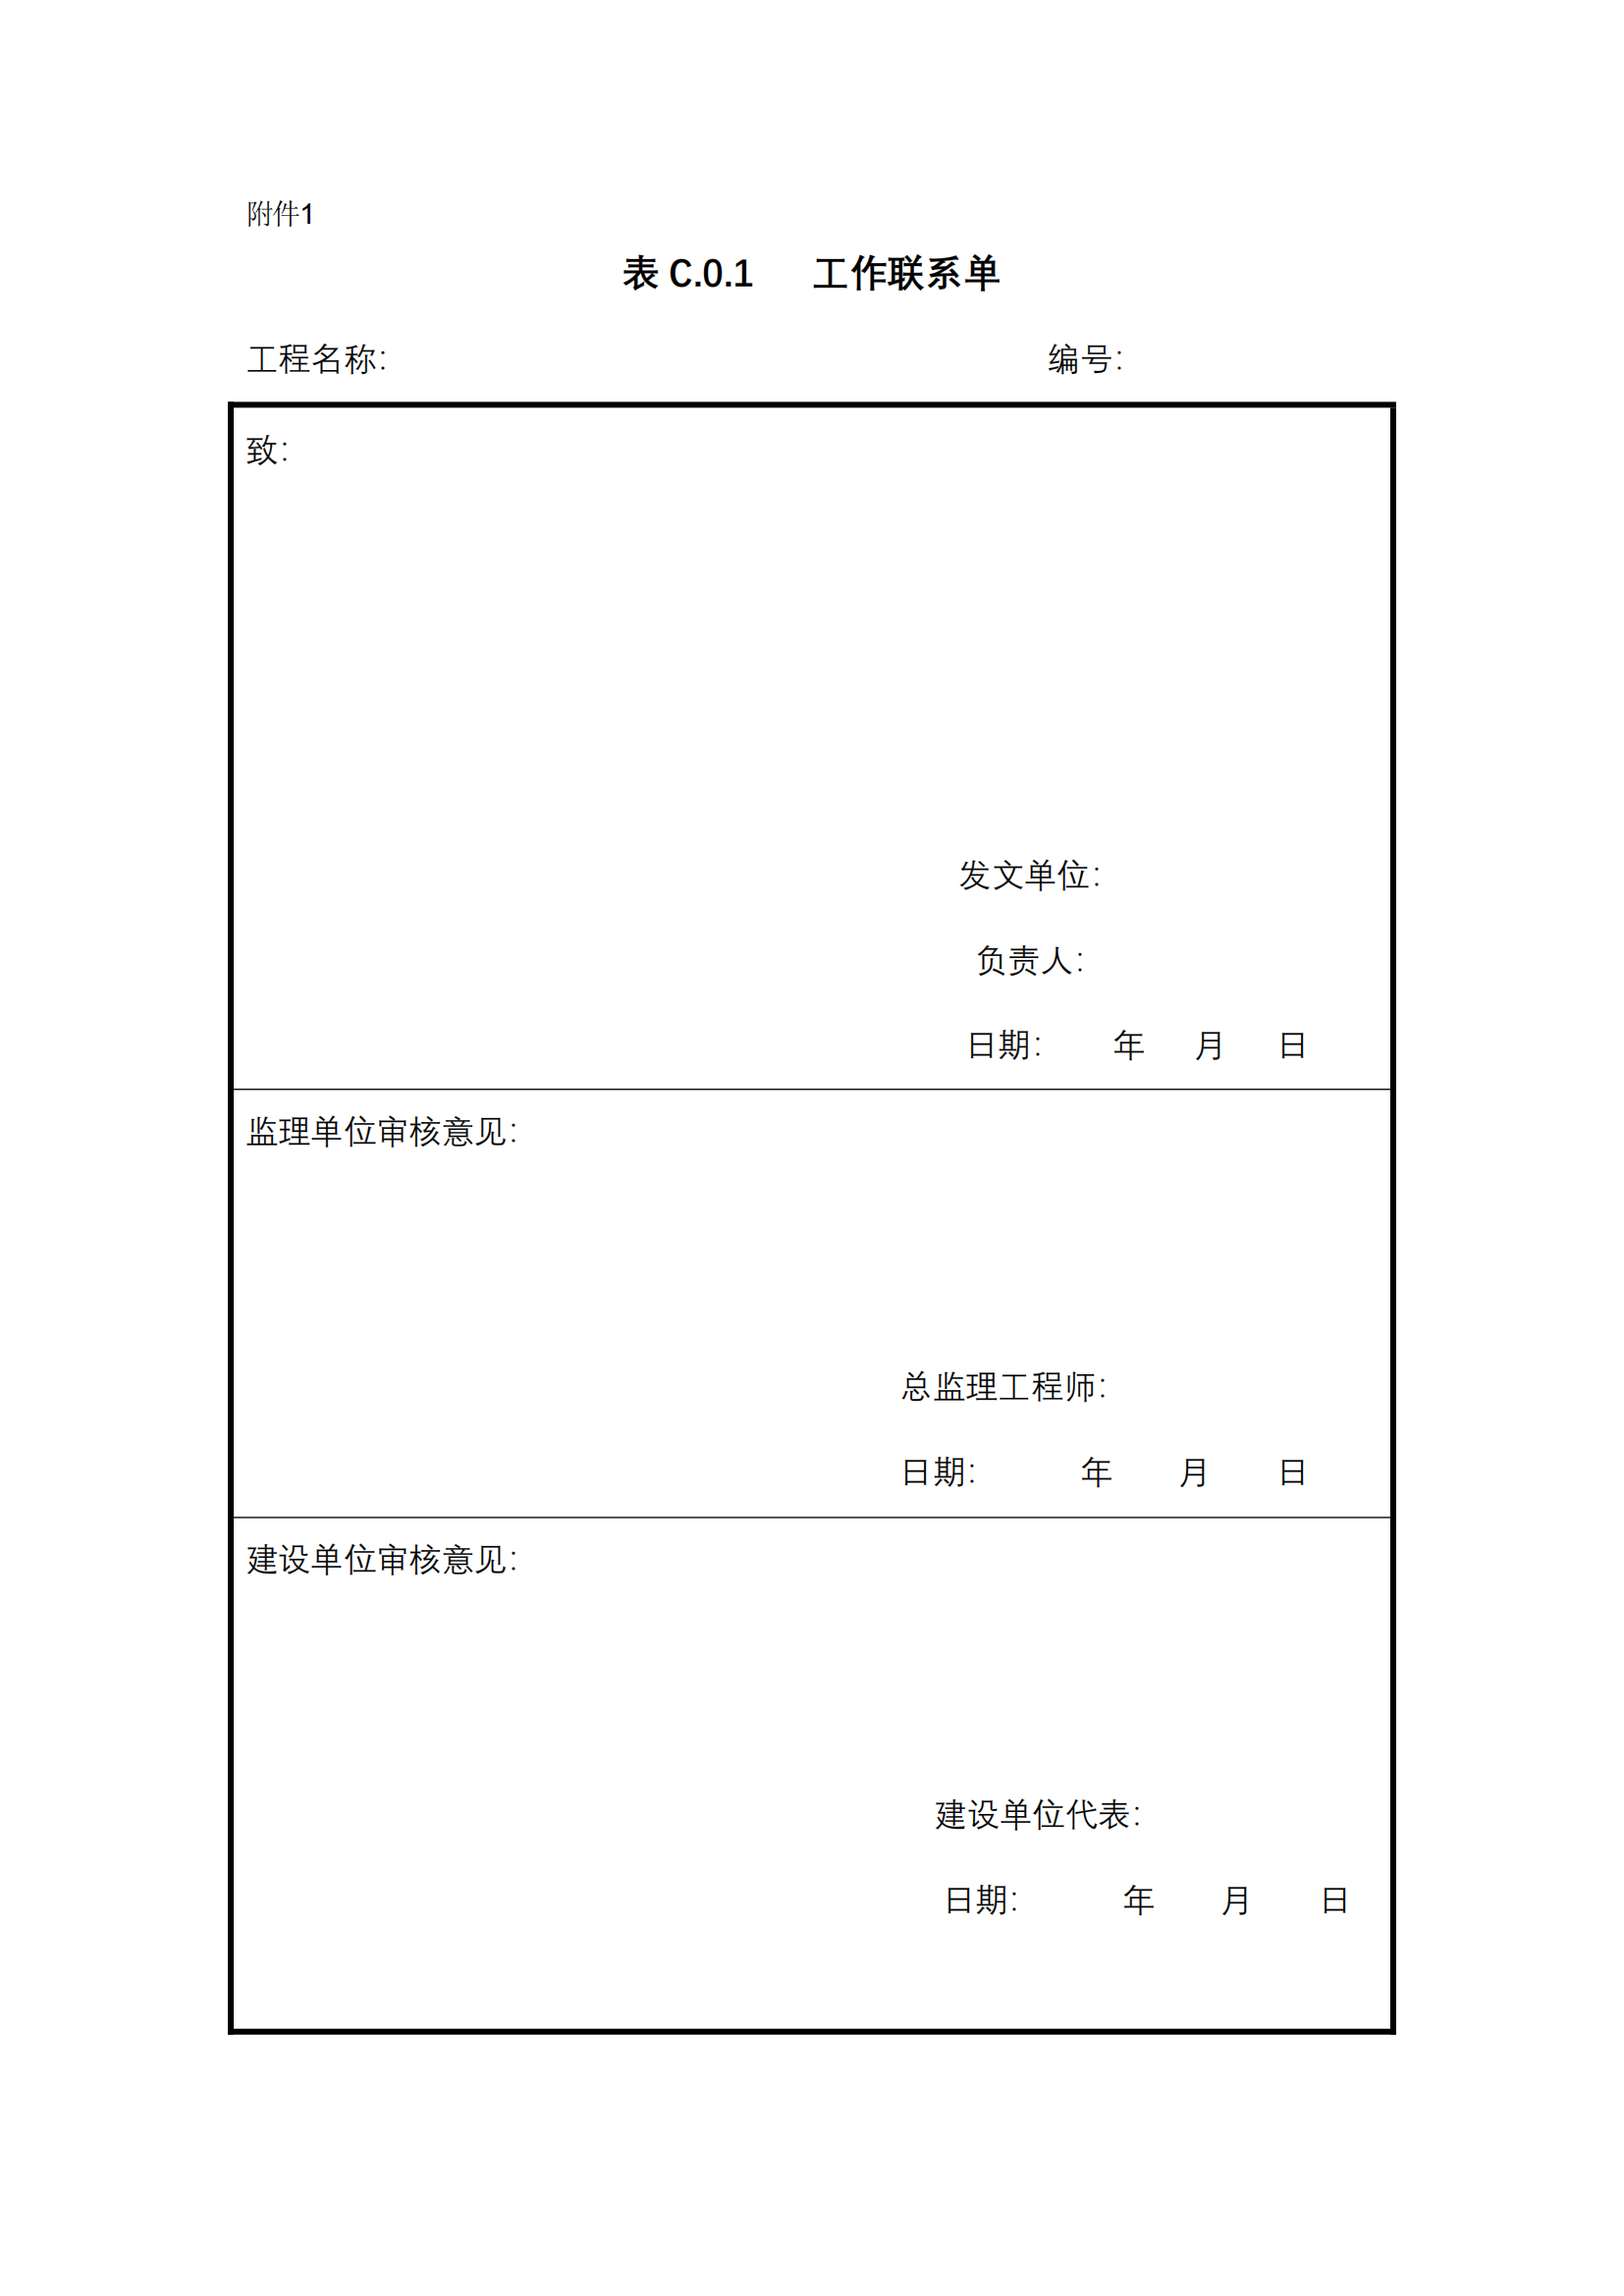 附件1
表 C.0.1 工作联系单
工程名称： 编号：
致：
发文单位：
负责人：
日期： 年 月 日
监理单位审核意见：
总监理工程师：
日期： 年 月 日
建设单位审核意见：
建设单位代表：
日期： 年 月 日